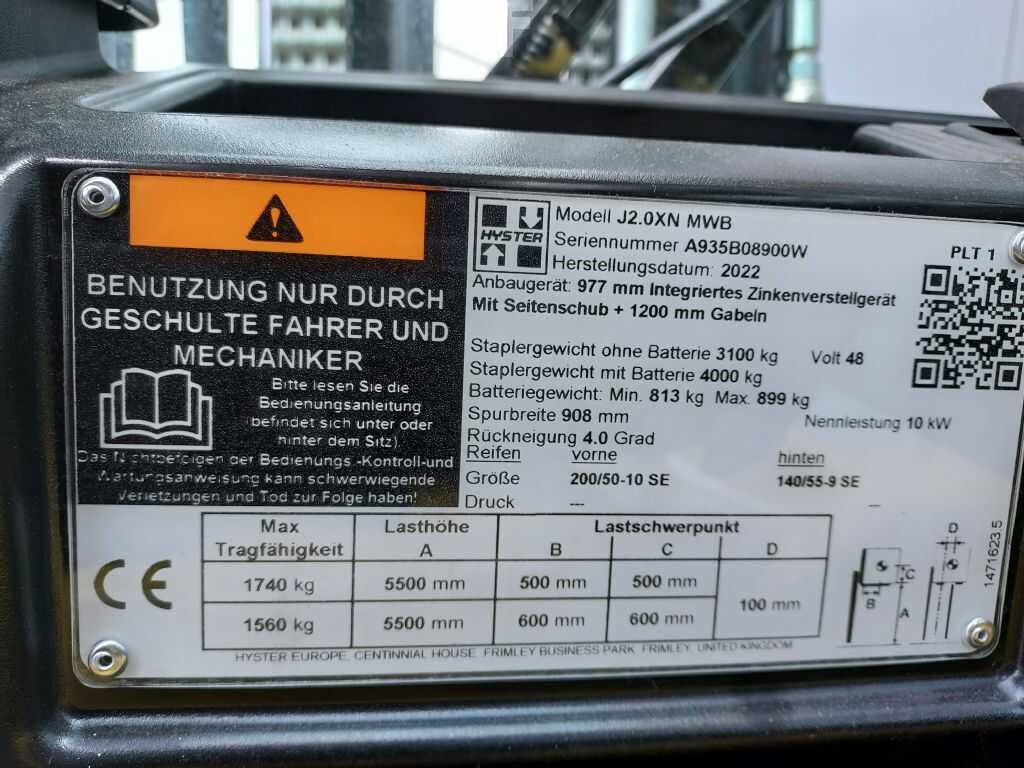 BENUTZUNG NUR DURCH
GESCHULTE FAHRER UND
MECHANIKER
Bitte lesen Sie die
Bedienungsanleitung
(befindet sich unter oder
hinter dem Sitz).
Das Nichtbefolgen der Bedienungs -Kontroll-und
Wartungsanweisung kann schwerwiegende
Verletzungen und Tod zur Folge haben!
HYSTER
Modell J2.0XN MWB
Seriennummer A935B08900W
Herstellungsdatum: 2022
Anbaugerät: 977 mm Integriertes Zinkenverstellgerät
Mit Seitenschub + 1200 mm Gabeln
PLT 1
Staplergewicht ohne Batterie 3100 kg Volt 48
Staplergewicht mit Batterie 4000 kg
Batteriegewicht: Min. 813 kg Max. 899 kg
Spurbreite 908 mm Nennleistung 10 kW
Rückneigung 4.0 Grad
Reifen vorne hinten
Größe 200/50-10 SE 140/55-9 SE
Druck --- ---
CE
Max Lasthöhe Lastschwerpunkt
Tragfähigkeit A B C D
1740 kg 5500 mm 500 mm 500 mm 100 mm
1560 kg 5500 mm 600 mm 600 mm
D
C
B
A
1471623.5
HYSTER EUROPE, CENTINNIAL HOUSE, FRIMLEY BUSINESS PARK, FRIMLEY, UNITED KINGDOM